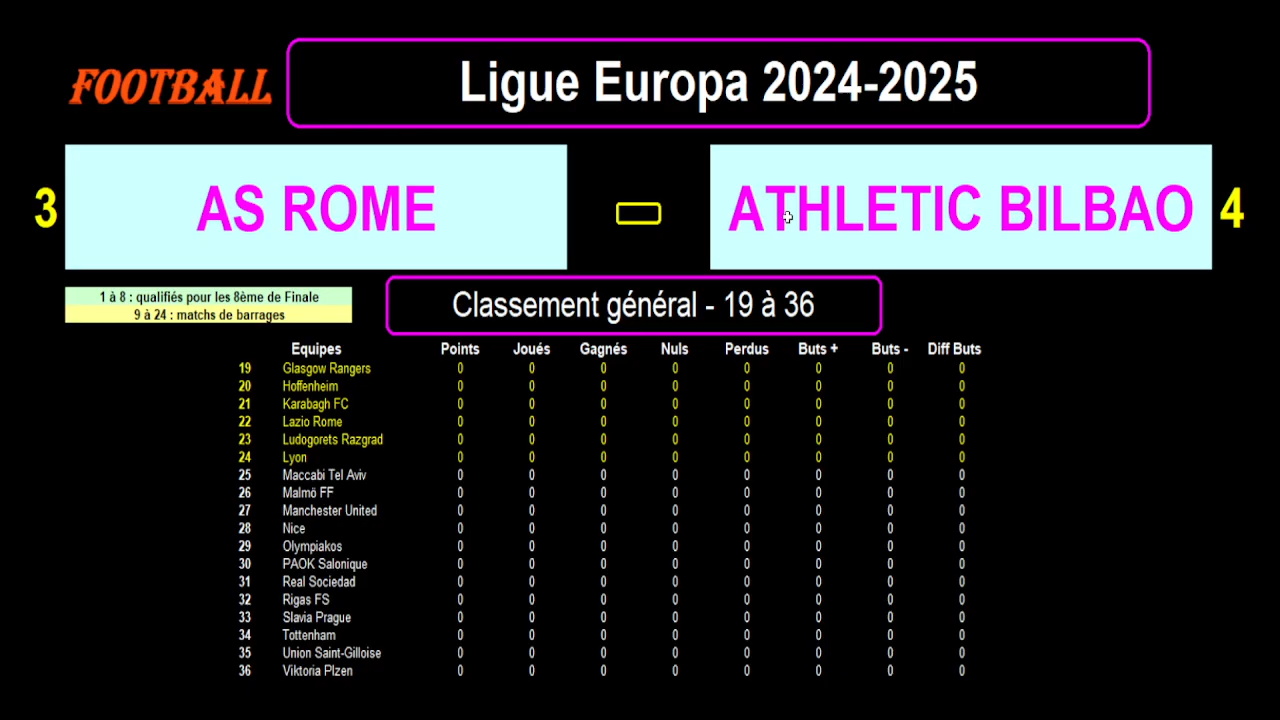 FOOTBALL
Ligue Europa 2024-2025
3 AS ROME - ATHLETIC BILBAO 4
1 à 8 : qualifiés pour les 8ème de Finale
9 à 24 : matchs de barrages
Classement général - 19 à 36
Equipes Points Joués Gagnés Nuls Perdus Buts + Buts - Diff Buts
19 Glasgow Rangers 0 0 0 0 0 0 0 0
20 Hoffenheim 0 0 0 0 0 0 0 0
21 Karabagh FC 0 0 0 0 0 0 0 0
22 Lazio Rome 0 0 0 0 0 0 0 0
23 Ludogorets Razgrad 0 0 0 0 0 0 0 0
24 Lyon 0 0 0 0 0 0 0 0
25 Maccabi Tel Aviv 0 0 0 0 0 0 0 0
26 Malmö FF 0 0 0 0 0 0 0 0
27 Manchester United 0 0 0 0 0 0 0 0
28 Nice 0 0 0 0 0 0 0 0
29 Olympiakos 0 0 0 0 0 0 0 0
30 PAOK Salonique 0 0 0 0 0 0 0 0
31 Real Sociedad 0 0 0 0 0 0 0 0
32 Rigas FS 0 0 0 0 0 0 0 0
33 Slavia Prague 0 0 0 0 0 0 0 0
34 Tottenham 0 0 0 0 0 0 0 0
35 Union Saint-Gilloise 0 0 0 0 0 0 0 0
36 Viktoria Plzen 0 0 0 0 0 0 0 0